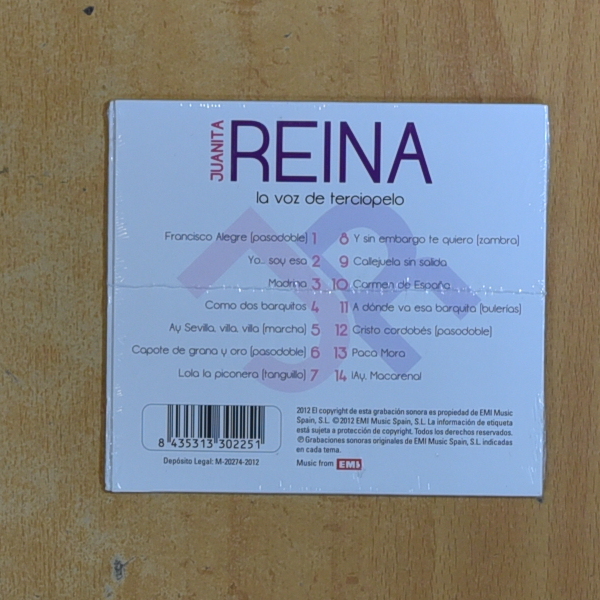 JUANITA
REINA
la voz de terciopelo
Francisco Alegre (pasodoble) 1
Yo... soy esa 2
Madrina 3
Como dos barquitos 4
Ay Sevilla, villa, villa (marcha) 5
Capote de grana y oro (pasodoble) 6
Lola la piconera (tanguillo) 7
8 Y sin embargo te quiero (zambra)
9 Callejuela sin salida
10 Carmen de España
11 A dónde va esa barquita (bulerías)
12 Cristo cordobés (pasodoble)
13 Paca Mora
14 ¡Ay, Macarena!
8 435313 302251
Depósito Legal: M-20274-2012
2012 El copyright de esta grabación sonora es propiedad de EMI Music
Spain, S.L. © 2012 EMI Music Spain, S.L. La información de etiqueta
está sujeta a protección de copyright. Todos los derechos reservados.
℗ Grabaciones sonoras originales de EMI Music Spain, S.L. indicadas
en cada tema.
Music from EMI